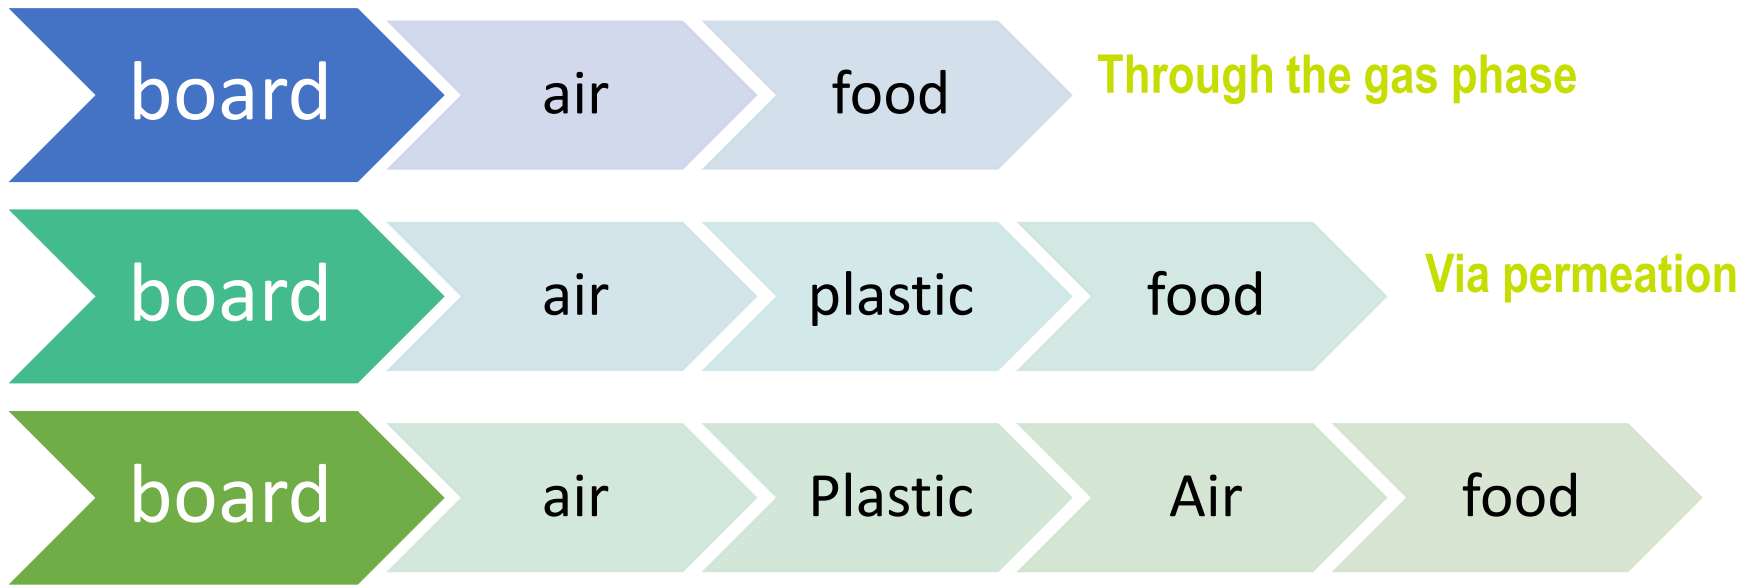 board air food Through the gas phase
board air plastic food Via permeation
board air Plastic Air food